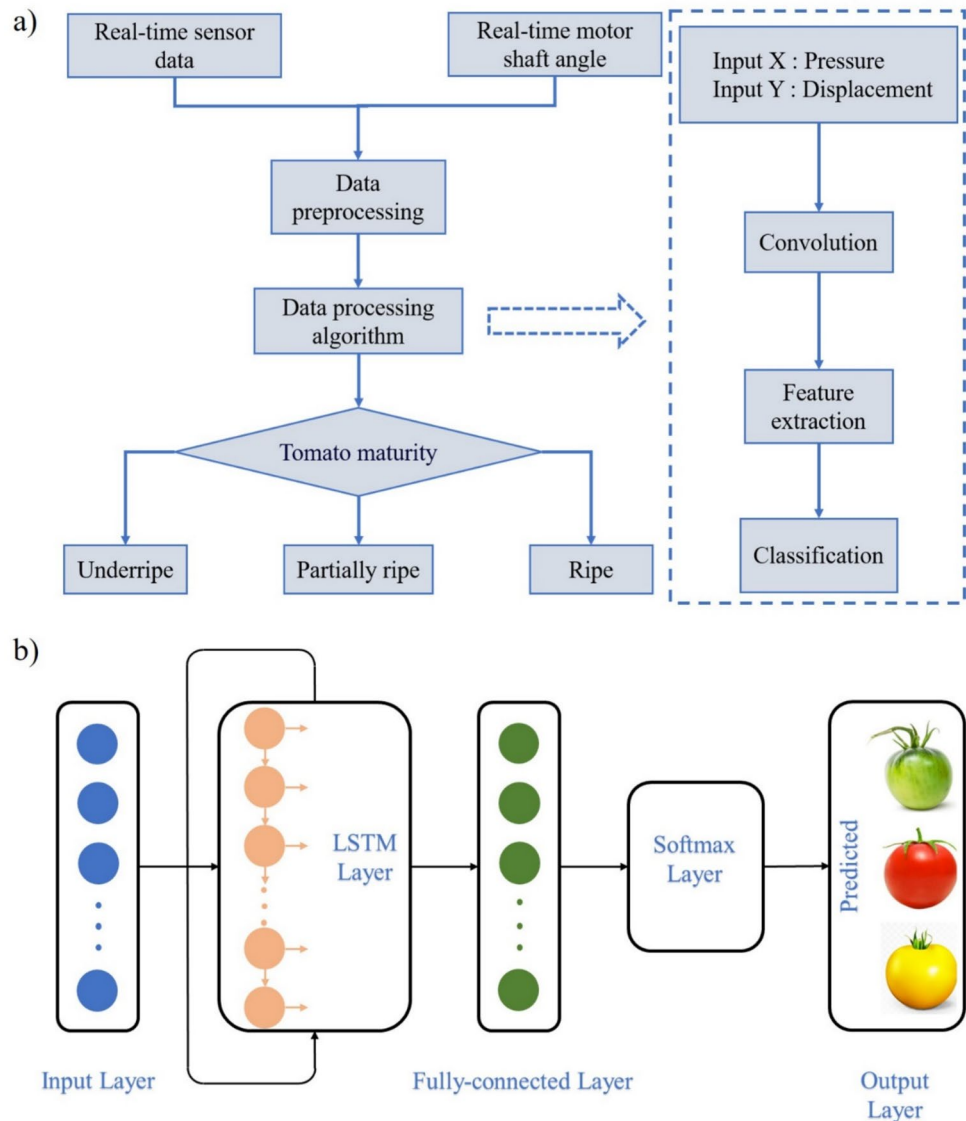 a)
Real-time sensor
data
Real-time motor
shaft angle
Data
preprocessing
Data processing
algorithm
Tomato maturity
Underripe
Partially ripe
Ripe
Input X : Pressure
Input Y : Displacement
Convolution
Feature
extraction
Classification
b)
LSTM
Layer
Softmax
Layer
Predicted
Input Layer
Fully-connected Layer
Output
Layer